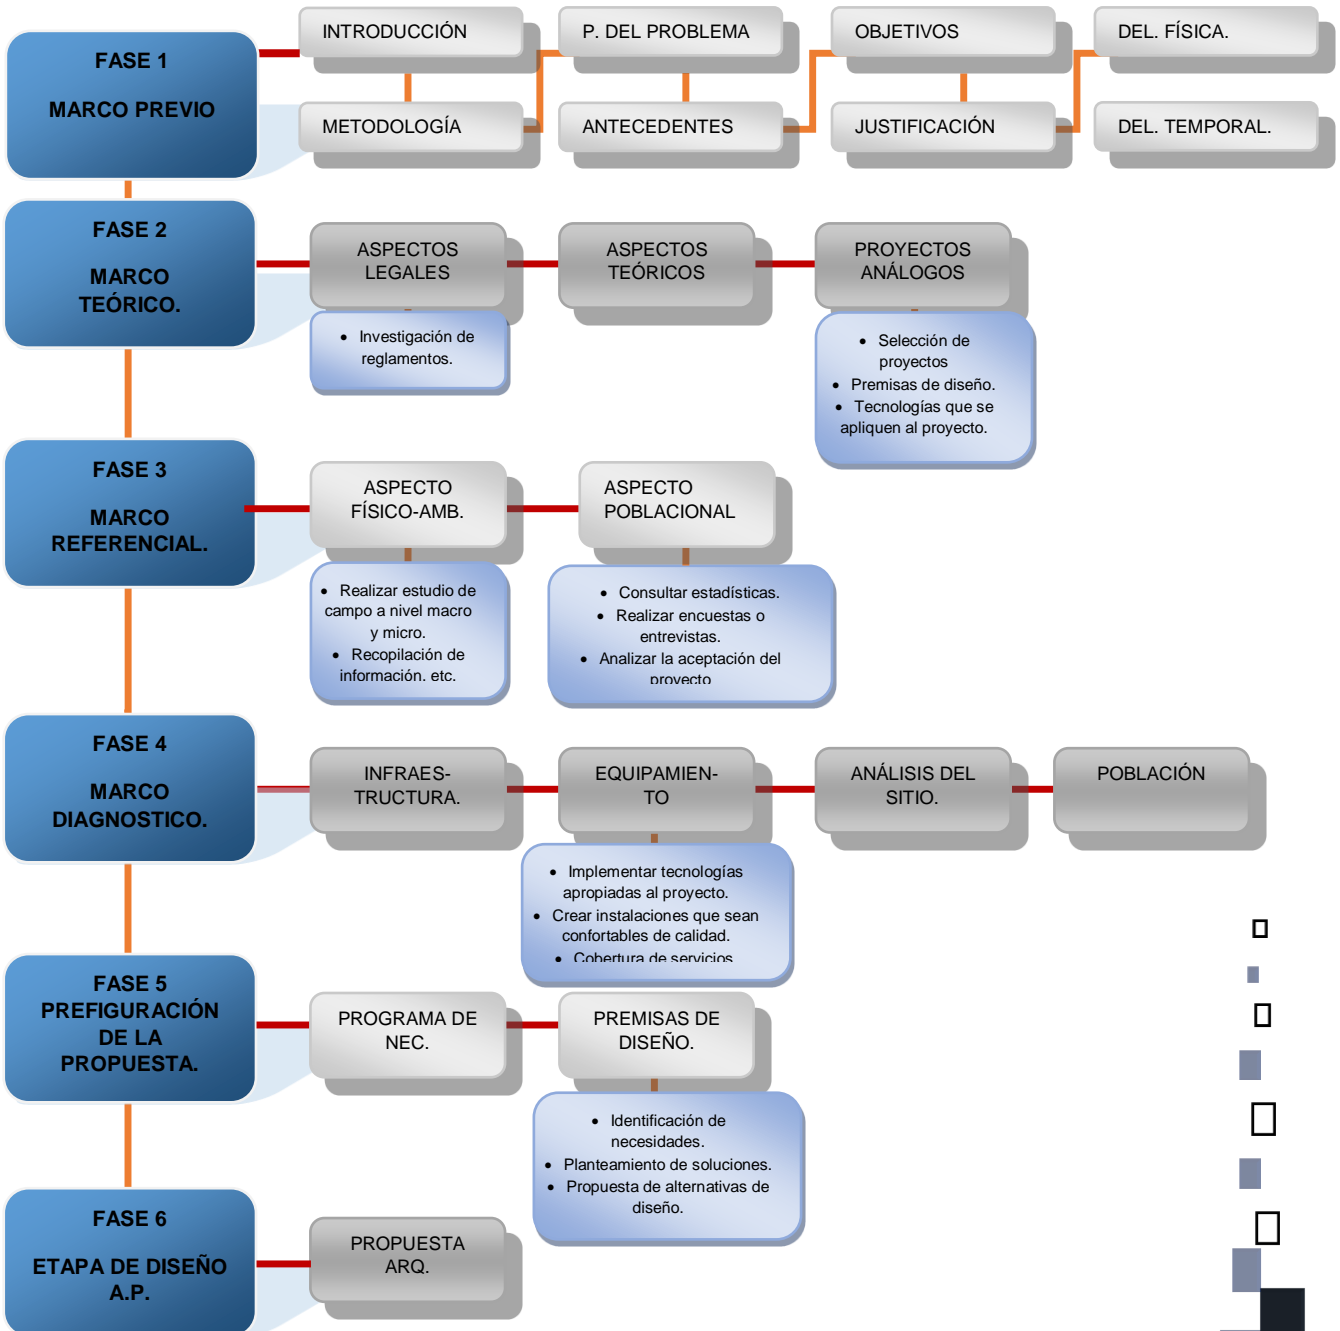 FASE 1
MARCO PREVIO
INTRODUCCIÓN
METODOLOGÍA
P. DEL PROBLEMA
ANTECEDENTES
OBJETIVOS
JUSTIFICACIÓN
DEL. FÍSICA.
DEL. TEMPORAL.
FASE 2
MARCO
TEÓRICO.
ASPECTOS
LEGALES
• Investigación de
reglamentos.
ASPECTOS
TEÓRICOS
PROYECTOS
ANÁLOGOS
• Selección de
proyectos
• Premisas de diseño.
• Tecnologías que se
apliquen al proyecto.
FASE 3
MARCO
REFERENCIAL.
ASPECTO
FÍSICO-AMB.
• Realizar estudio de
campo a nivel macro
y micro.
• Recopilación de
información. etc.
ASPECTO
POBLACIONAL
• Consultar estadísticas.
• Realizar encuestas o
entrevistas.
• Analizar la aceptación del
proyecto
FASE 4
MARCO
DIAGNOSTICO.
INFRAES-
TRUCTURA.
EQUIPAMIEN-
TO
• Implementar tecnologías
apropiadas al proyecto.
• Crear instalaciones que sean
confortables de calidad.
• Cobertura de servicios
ANÁLISIS DEL
SITIO.
POBLACIÓN
FASE 5
PREFIGURACIÓN
DE LA
PROPUESTA.
PROGRAMA DE
NEC.
PREMISAS DE
DISEÑO.
• Identificación de
necesidades.
• Planteamiento de soluciones.
• Propuesta de alternativas de
diseño.
FASE 6
ETAPA DE DISEÑO
A.P.
PROPUESTA
ARQ.